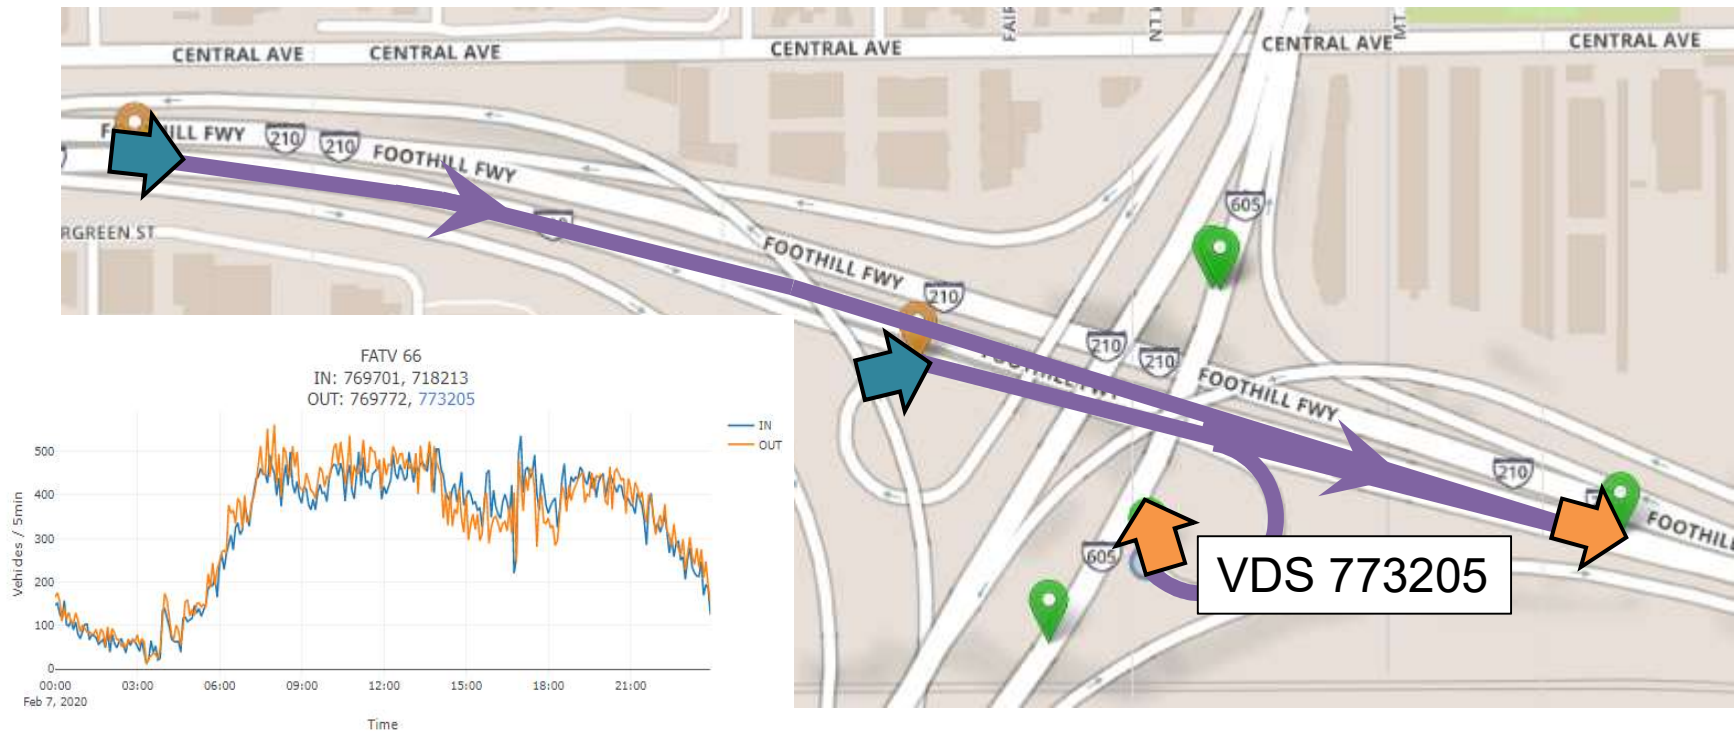 FAIR
MT
CENTRAL AVE
CENTRAL AVE
CENTRAL AVE
CENTRAL AVE
CENTRAL AVE
ILL FWY
210
210
FOOTHILL FWY
605
RGREEN ST
FOOTHILL FWY
210
210
210
FOOTHILL FWY
210
FOOTHILL
605
VDS 773205
FATV 66
IN: 769701, 718213
OUT: 769772, 773205
IN
OUT
Vehicles / 5min
500
400
300
200
100
0
00:00
03:00
06:00
09:00
12:00
15:00
18:00
21:00
Feb 7, 2020
Time